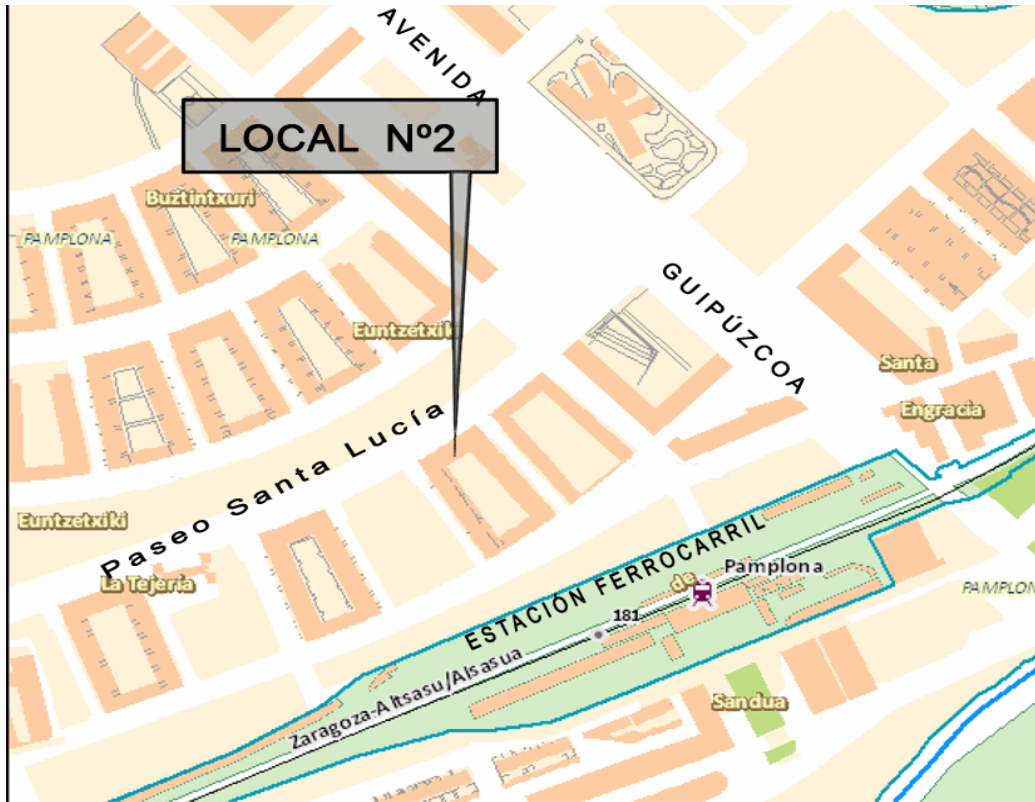 AVENIDA
LOCAL Nº2
Buztintxuri
PAMPLONA
PAMPLONA
GUIPÚZCOA
Euntzetxiki
Santa
Engracia
Paseo Santa Lucía
Euntzetxiki
La Tejería
ESTACIÓN FERROCARRIL
de
Pamplona
181
Zaragoza-Altsasu/Alsasua
Sandua